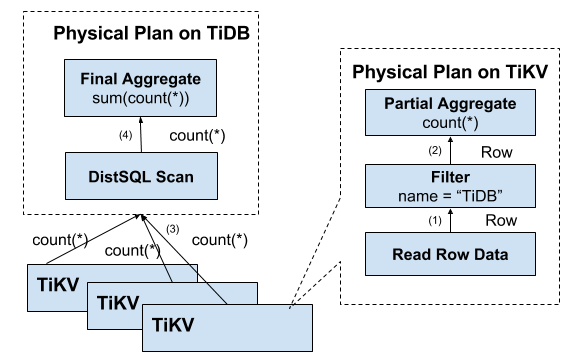 Physical Plan on TiDB
Final Aggregate
sum(count(*))
(4)
count(*)
DistSQL Scan
count(*)
count(*)
(3)
count(*)
TiKV
TiKV
TiKV
Physical Plan on TiKV
Partial Aggregate
count(*)
(2)
Row
Filter
name = “TiDB”
(1)
Row
Read Row Data